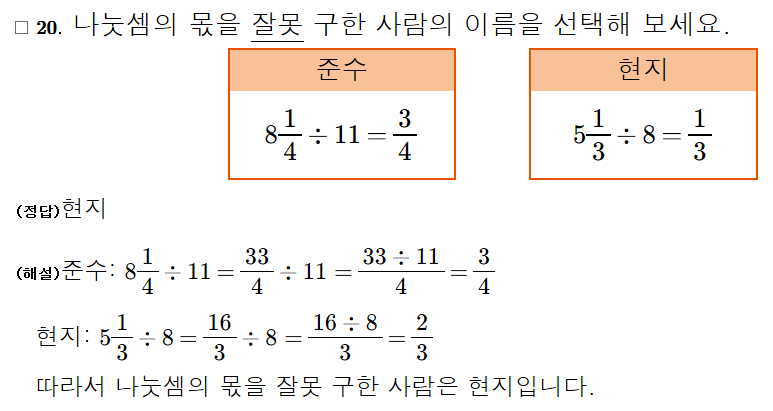 □ 20. 나눗셈의 몫을 잘못 구한 사람의 이름을 선택해 보세요.
준수 현지
8 1/4 ÷ 11 = 3/4 5 1/3 ÷ 8 = 1/3
(정답)현지
(해설)준수: 8 1/4 ÷ 11 = 33/4 ÷ 11 = (33 ÷ 11)/4 = 3/4
현지: 5 1/3 ÷ 8 = 16/3 ÷ 8 = (16 ÷ 8)/3 = 2/3
따라서 나눗셈의 몫을 잘못 구한 사람은 현지입니다.